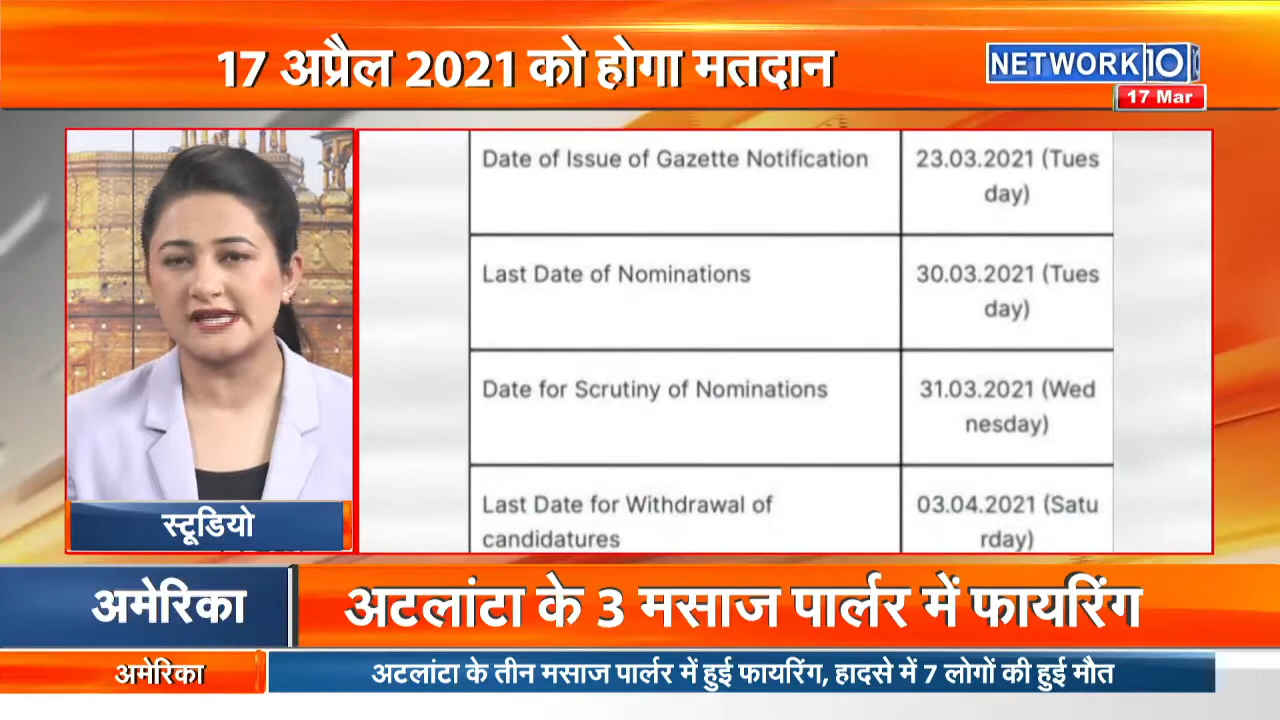 17 अप्रैल 2021 को होगा मतदान
NETWORK 10
17 Mar
Date of Issue of Gazette Notification
23.03.2021 (Tues
day)
Last Date of Nominations
30.03.2021 (Tues
day)
Date for Scrutiny of Nominations
31.03.2021 (Wed
nesday)
Last Date for Withdrawal of
candidatures
03.04.2021 (Satu
rday)
स्टूडियो
अमेरिका
अटलांटा के 3 मसाज पार्लर में फायरिंग
अमेरिका
अटलांटा के तीन मसाज पार्लर में हुई फायरिंग, हादसे में 7 लोगों की हुई मौत